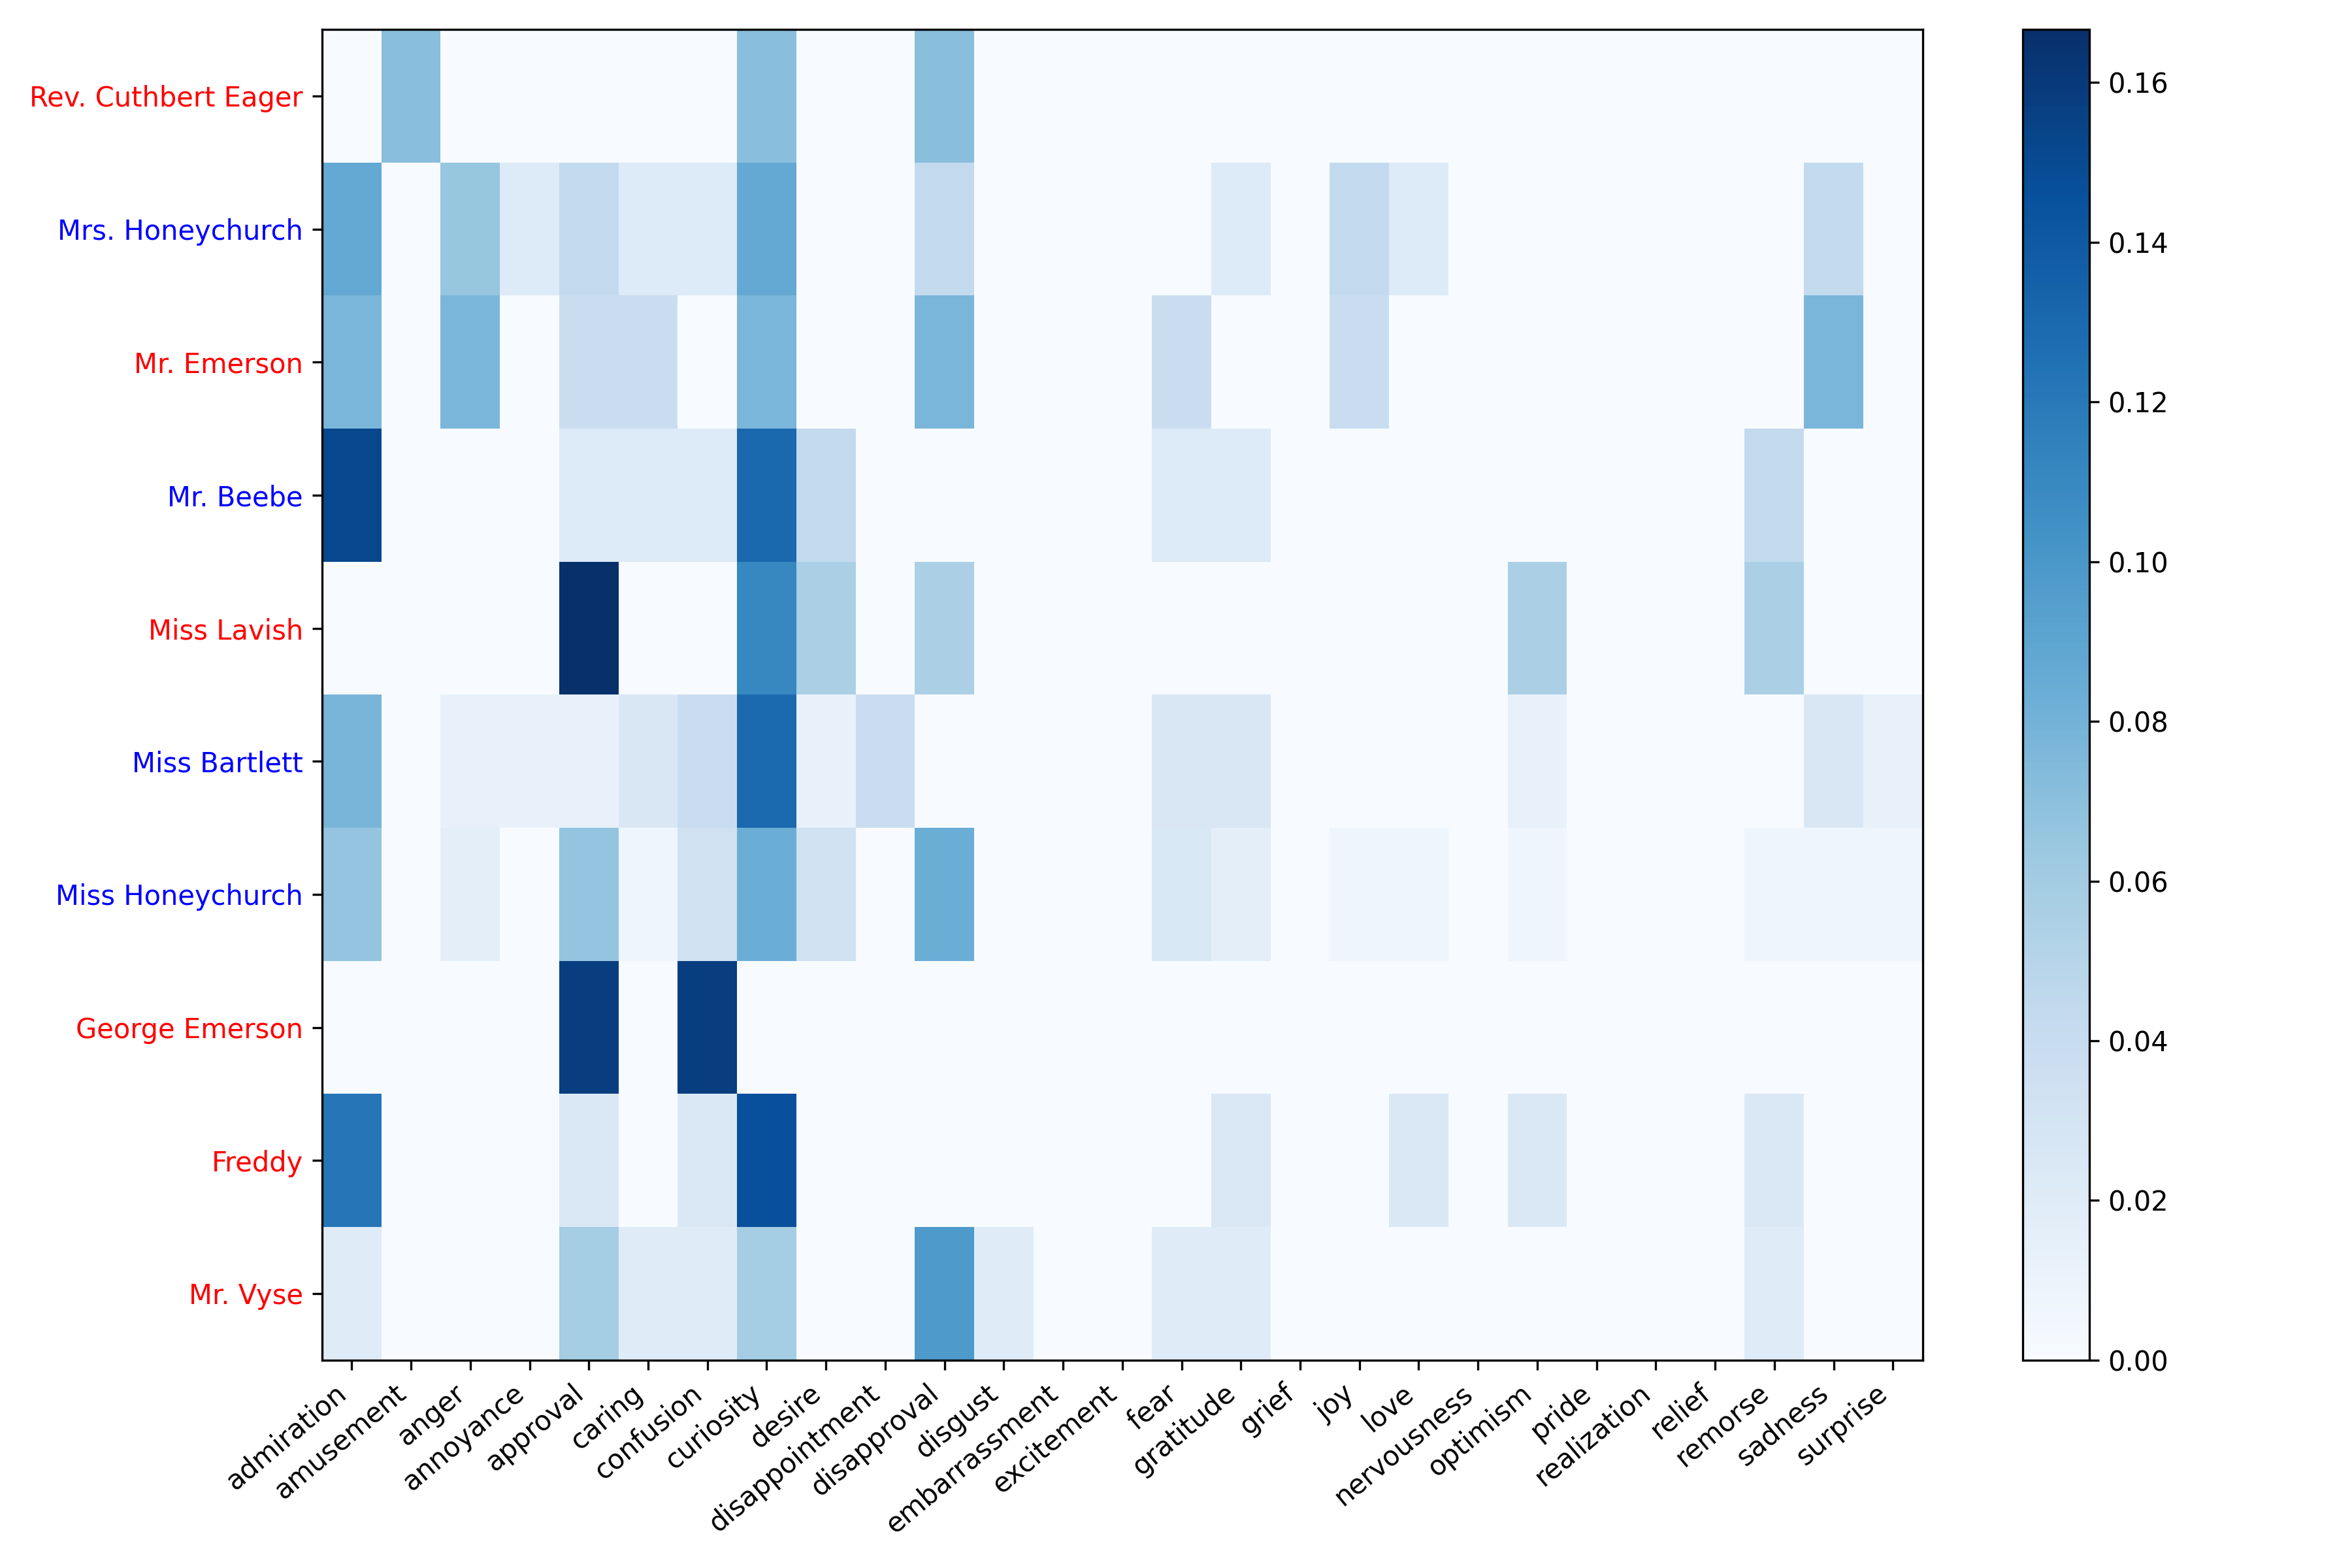 Rev. Cuthbert Eager
Mrs. Honeychurch
Mr. Emerson
Mr. Beebe
Miss Lavish
Miss Bartlett
Miss Honeychurch
George Emerson
Freddy
Mr. Vyse
admiration
amusement
anger
annoyance
approval
caring
confusion
curiosity
desire
disappointment
disapproval
disgust
embarrassment
excitement
fear
gratitude
grief
joy
love
nervousness
optimism
pride
realization
relief
remorse
sadness
surprise
0.16
0.14
0.12
0.10
0.08
0.06
0.04
0.02
0.00